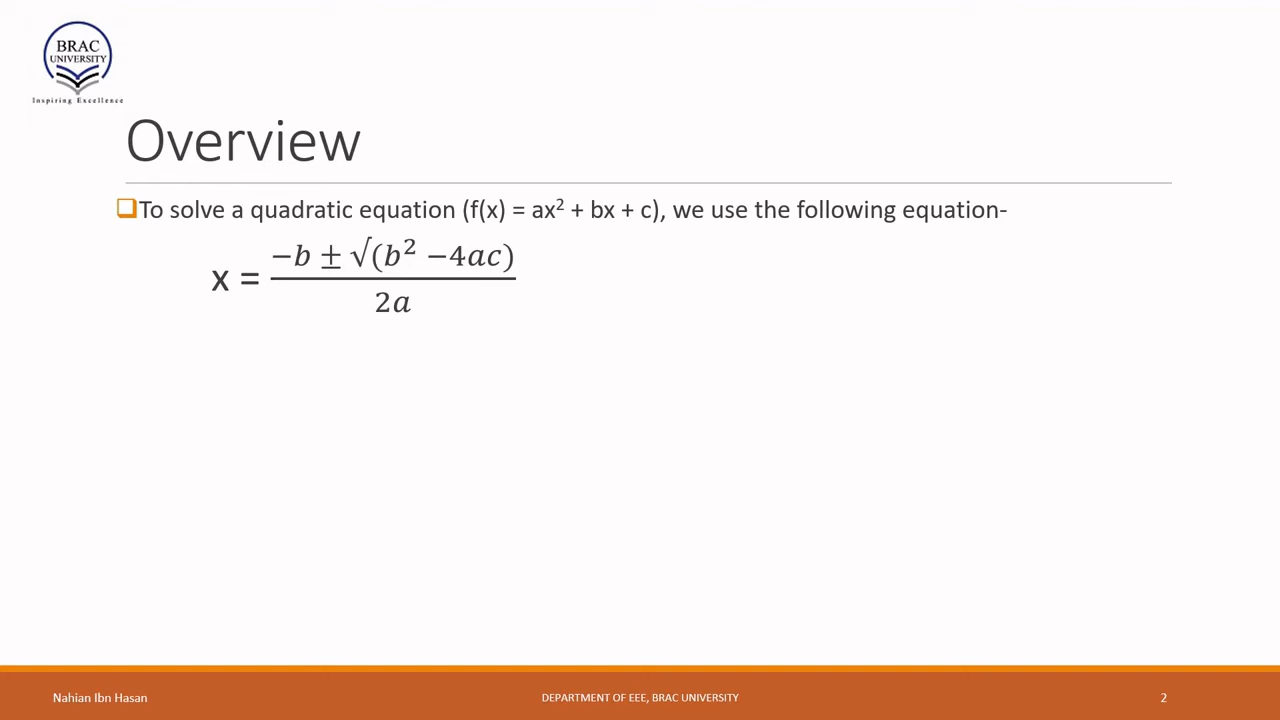 BRAC
UNIVERSITY
Inspiring Excellence
Overview
❑To solve a quadratic equation (f(x) = ax² + bx + c), we use the following equation-
x = \frac{-b ± √(b² −4ac)}{2a}
Nahian Ibn Hasan
DEPARTMENT OF EEE, BRAC UNIVERSITY
2